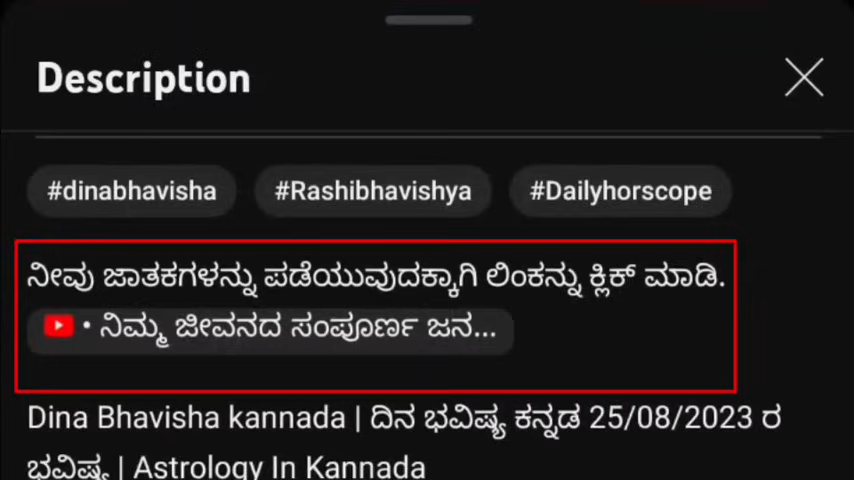 Description
#dinabhavisha #Rashibhavishya #Dailyhorscope
ನೀವು ಜಾತಕಗಳನ್ನು ಪಡೆಯುವುದಕ್ಕಾಗಿ ಲಿಂಕನ್ನು ಕ್ಲಿಕ್ ಮಾಡಿ.
• ನಿಮ್ಮ ಜೀವನದ ಸಂಪೂರ್ಣ ಜನ...
Dina Bhavisha kannada | ದಿನ ಭವಿಷ್ಯ ಕನ್ನಡ 25/08/2023 ರ
ಭವಿಷ್ಯ | Astrology In Kannada